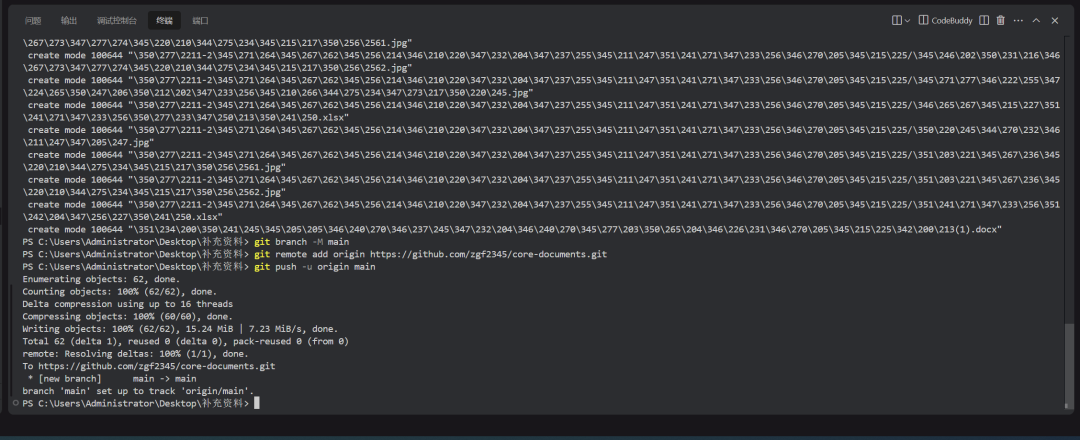 问题 输出 调试控制台 终端 端口 CodeBuddy
\267\273\347\277\274\345\220\210\344\275\234\345\215\217\350\256\2561.jpg"
create mode 100644 "\350\277\2211-2\345\271\264\345\267\262\345\256\214\346\210\220\347\232\204\347\237\255\345\211\247\351\241\271\347\233\256\346\270\205\345\215\225/\345\246\202\350\231\216\346
\267\273\347\277\274\345\220\210\344\275\234\345\215\217\350\256\2562.jpg"
create mode 100644 "\350\277\2211-2\345\271\264\345\267\262\345\256\214\346\210\220\347\232\204\347\237\255\345\211\247\351\241\271\347\233\256\346\270\205\345\215\225/\345\271\277\346\222\255\347
\224\265\350\247\206\350\212\202\347\233\256\345\210\266\344\275\234\347\273\217\350\220\245.jpg"
create mode 100644 "\350\277\2211-2\345\271\264\345\267\262\345\256\214\346\210\220\347\232\204\347\237\255\345\211\247\351\241\271\347\233\256\346\270\205\345\215\225/\346\265\267\345\215\227\351
\241\271\347\233\256\350\277\233\347\250\213\350\241\250.xlsx"
create mode 100644 "\350\277\2211-2\345\271\264\345\267\262\345\256\214\346\210\220\347\232\204\347\237\255\345\211\247\351\241\271\347\233\256\346\270\205\345\215\225/\350\220\245\344\270\232\346
\211\247\347\205\247.jpg"
create mode 100644 "\350\277\2211-2\345\271\264\345\267\262\345\256\214\346\210\220\347\232\204\347\237\255\345\211\247\351\241\271\347\233\256\346\270\205\345\215\225/\351\203\221\345\267\236\345
\220\210\344\275\234\345\215\217\350\256\2561.jpg"
create mode 100644 "\350\277\2211-2\345\271\264\345\267\262\345\256\214\346\210\220\347\232\204\347\237\255\345\211\247\351\241\271\347\233\256\346\270\205\345\215\225/\351\203\221\345\267\236\345
\220\210\344\275\234\345\215\217\350\256\2562.jpg"
create mode 100644 "\350\277\2211-2\345\271\264\345\267\262\345\256\214\346\210\220\347\232\204\347\237\255\345\211\247\351\241\271\347\233\256\346\270\205\345\215\225/\351\241\271\347\233\256\351
\242\204\347\256\227\350\241\250.xlsx"
create mode 100644 "\351\234\200\350\241\245\345\205\205\346\240\270\346\237\245\347\232\204\346\240\270\345\277\203\350\265\204\346\226\231\346\270\205\345\215\225\342\200\213(1).docx"
PS C:\Users\Administrator\Desktop\补充资料> git branch -M main
PS C:\Users\Administrator\Desktop\补充资料> git remote add origin https://github.com/zgf2345/core-documents.git
PS C:\Users\Administrator\Desktop\补充资料> git push -u origin main
Enumerating objects: 62, done.
Counting objects: 100% (62/62), done.
Delta compression using up to 16 threads
Compressing objects: 100% (60/60), done.
Writing objects: 100% (62/62), 15.24 MiB | 7.23 MiB/s, done.
Total 62 (delta 1), reused 0 (delta 0), pack-reused 0 (from 0)
remote: Resolving deltas: 100% (1/1), done.
To https://github.com/zgf2345/core-documents.git
* [new branch] main -> main
branch 'main' set up to track 'origin/main'.
PS C:\Users\Administrator\Desktop\补充资料>